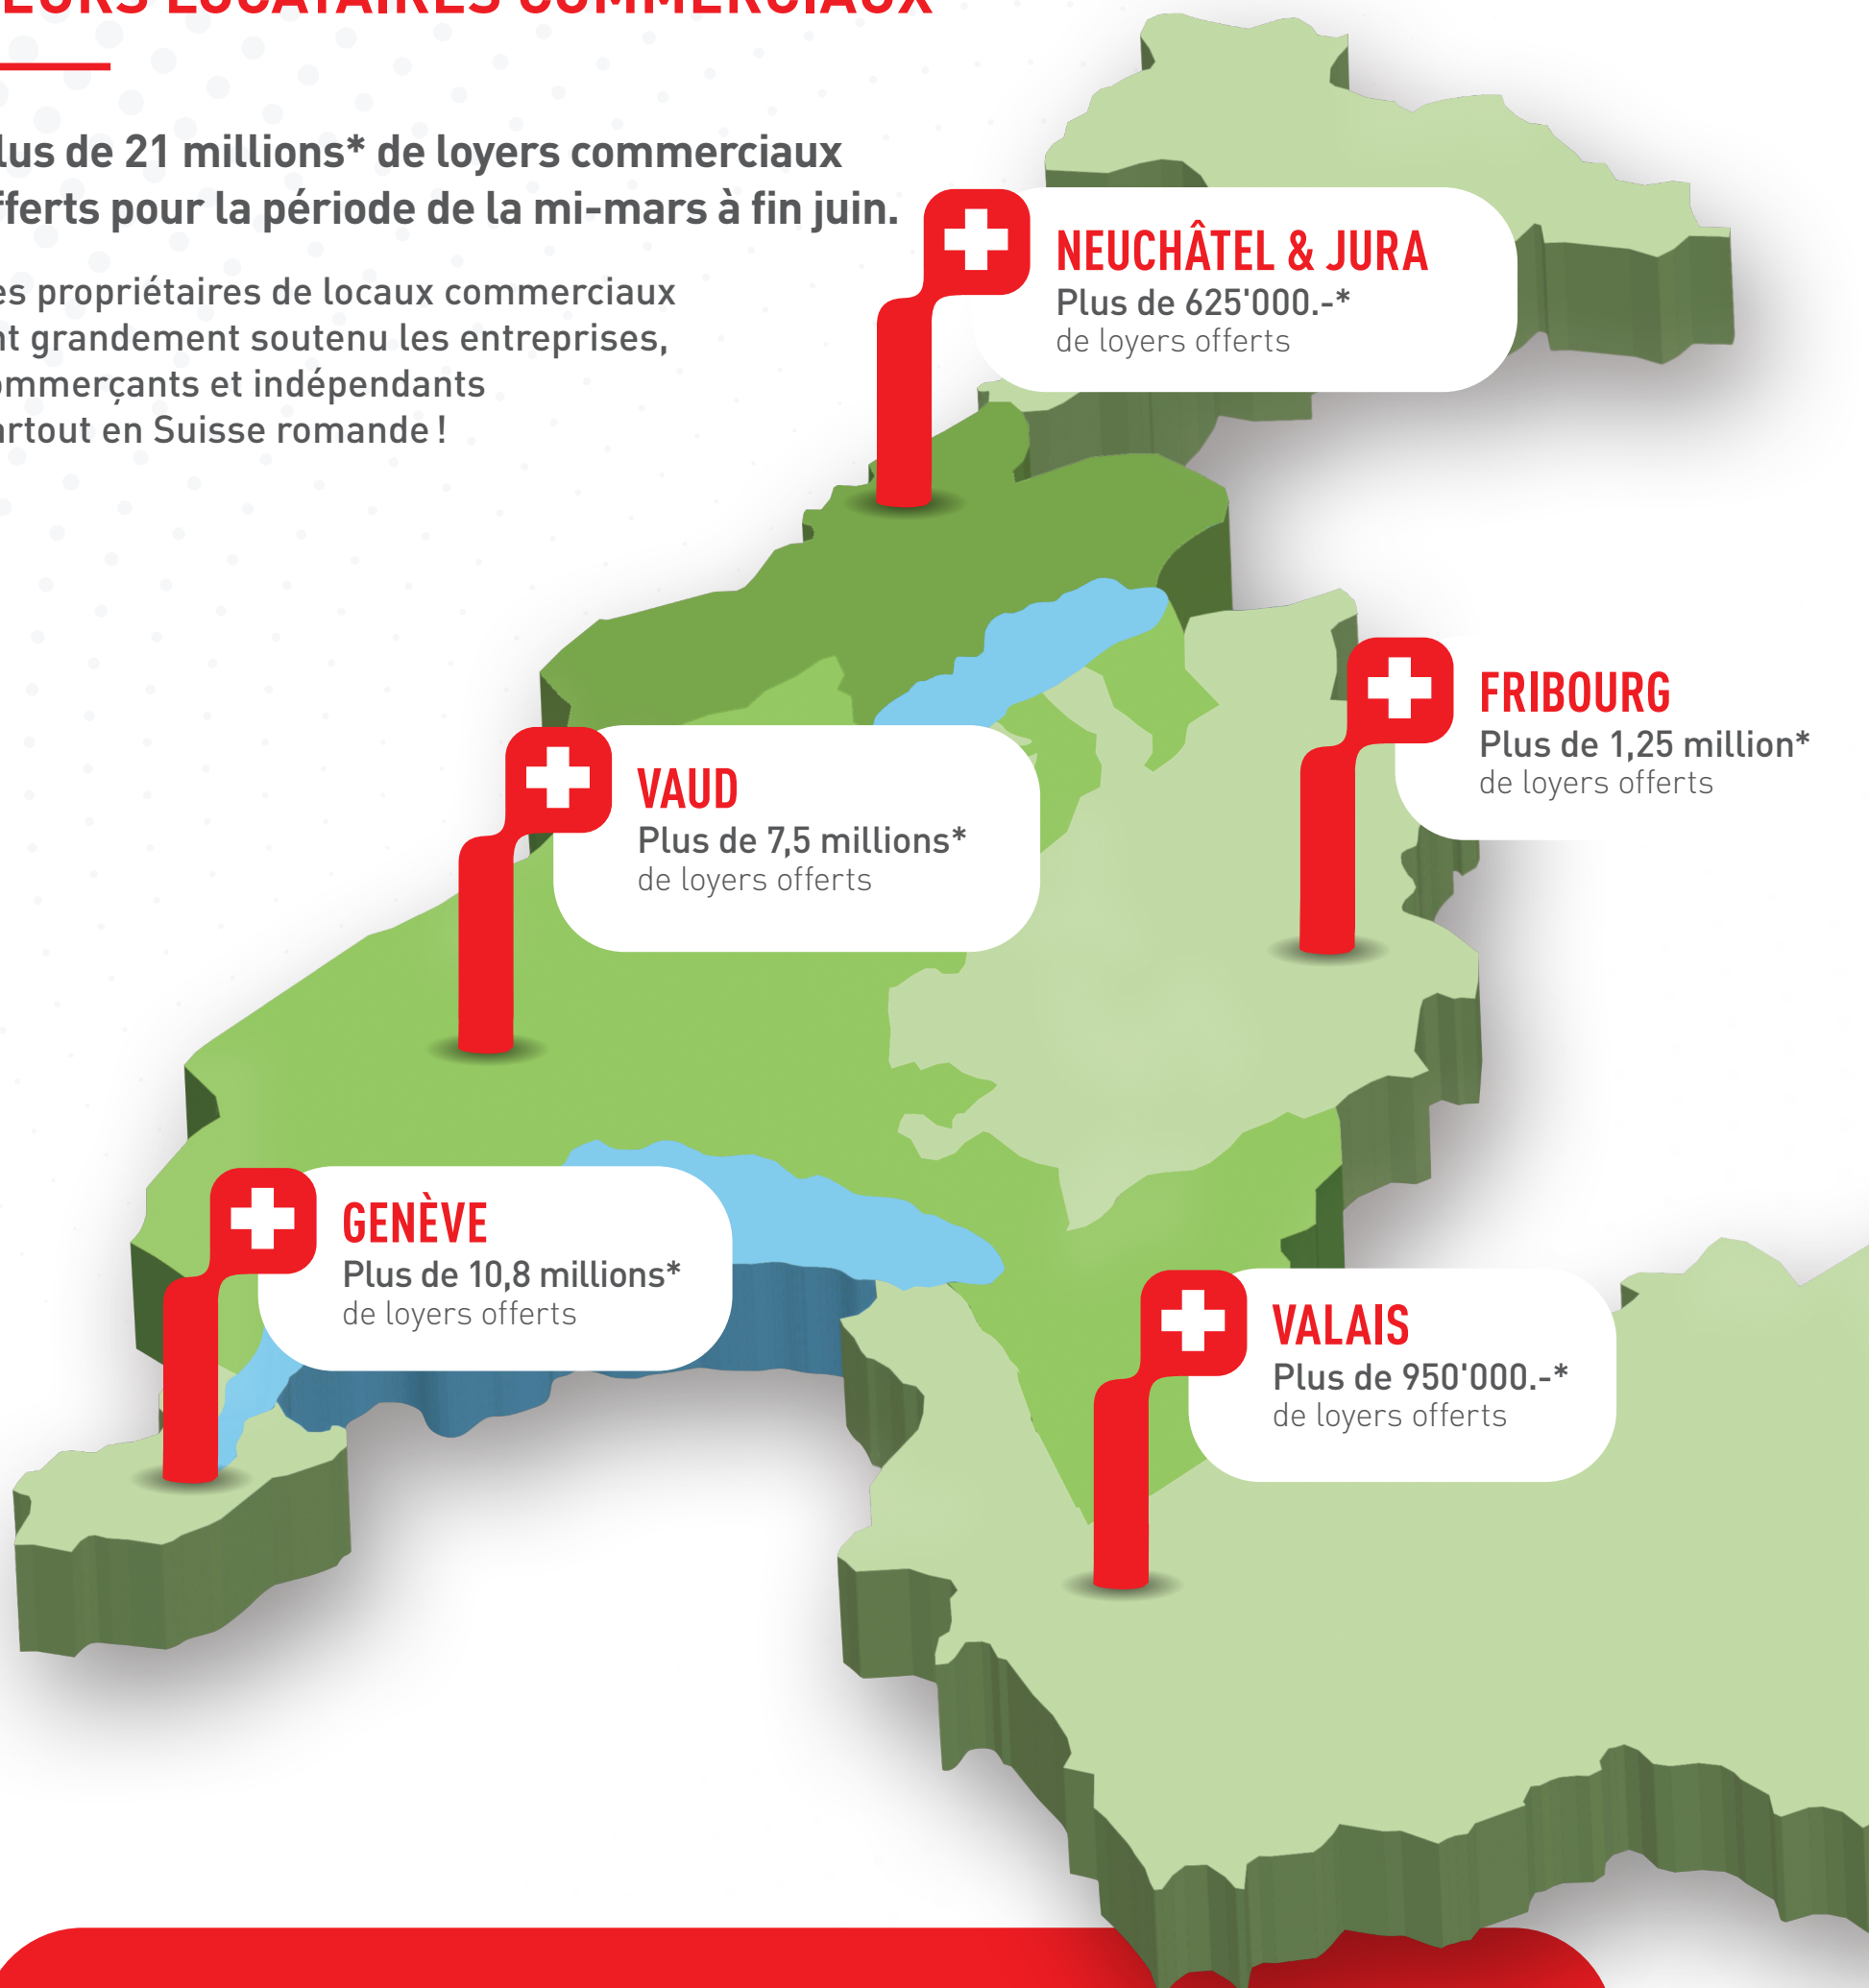 EURS LOCATAIRES COMMERCIAUX
lus de 21 millions* de loyers commerciaux
fferts pour la période de la mi-mars à fin juin.
es propriétaires de locaux commerciaux
nt grandement soutenu les entreprises,
ommerçants et indépendants
artout en Suisse romande !
NEUCHÂTEL & JURA
Plus de 625'000.-*
de loyers offerts
FRIBOURG
Plus de 1,25 million*
de loyers offerts
VAUD
Plus de 7,5 millions*
de loyers offerts
GENÈVE
Plus de 10,8 millions*
de loyers offerts
VALAIS
Plus de 950'000.-*
de loyers offerts